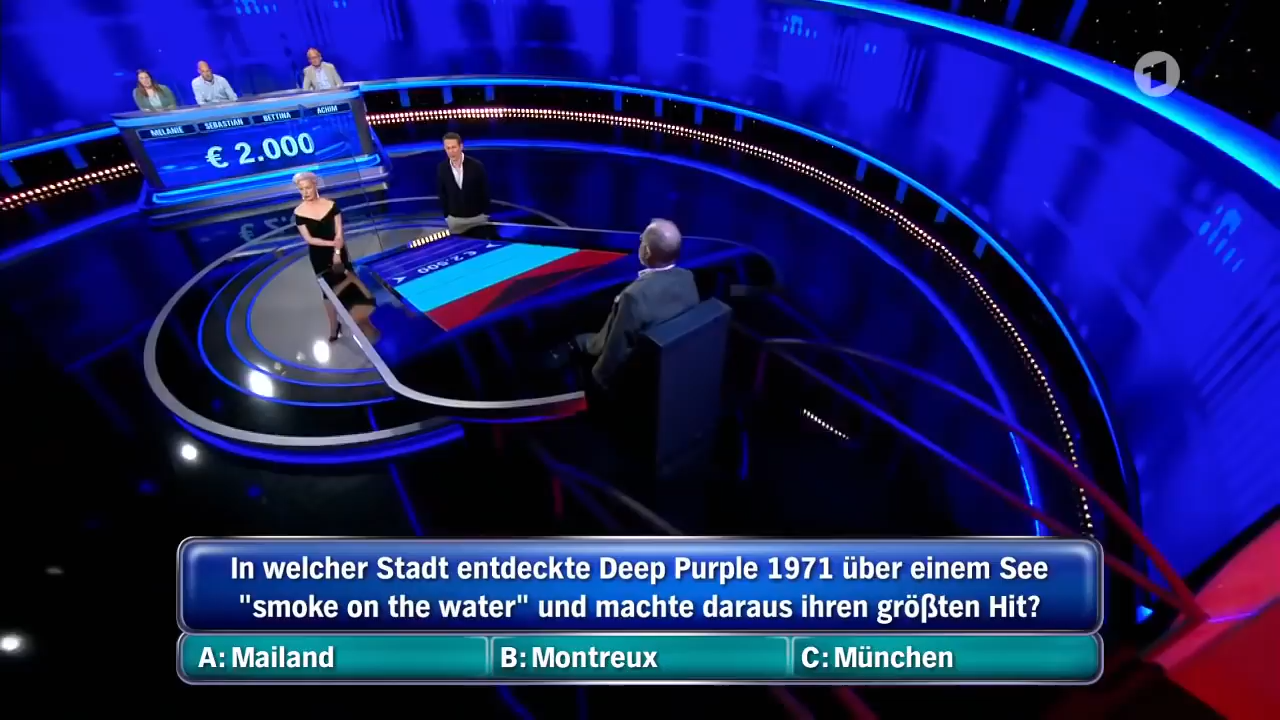 MELANIE SEBASTIAN BETTINA ACHIM
€ 2.000
€ 2.500
In welcher Stadt entdeckte Deep Purple 1971 über einem See
"smoke on the water" und machte daraus ihren größten Hit?
A: Mailand B: Montreux C: München